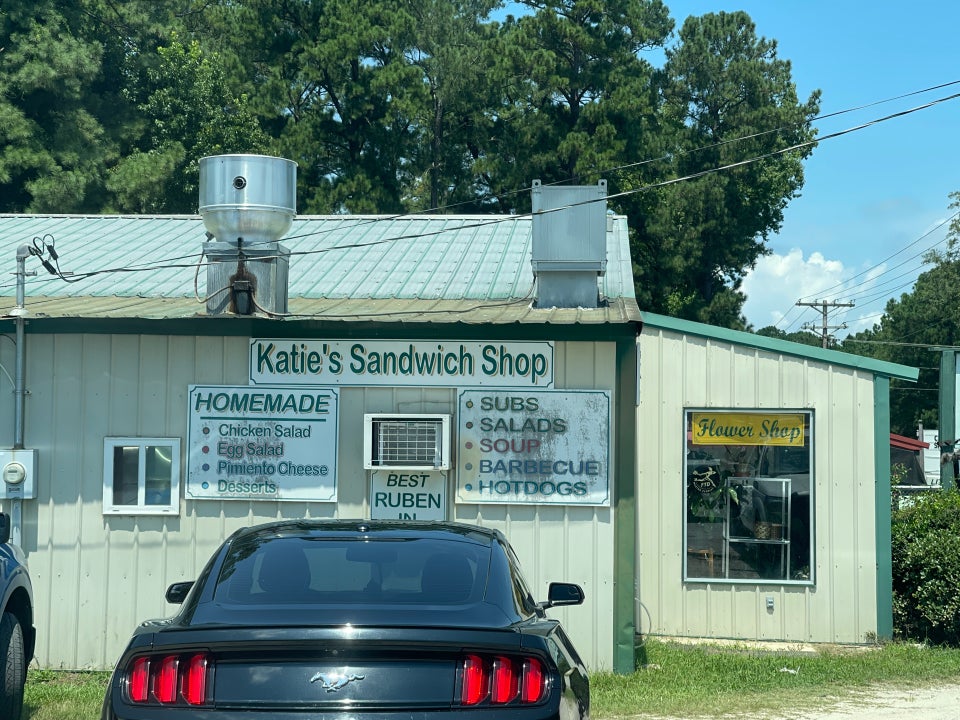 Katie's Sandwich Shop
HOMEMADE
Chicken Salad
Egg Salad
Pimiento Cheese
Desserts
BEST
RUBEN
IN
SUBS
SALADS
SOUP
BARBECUE
HOTDOGS
Flower Shop
FTD